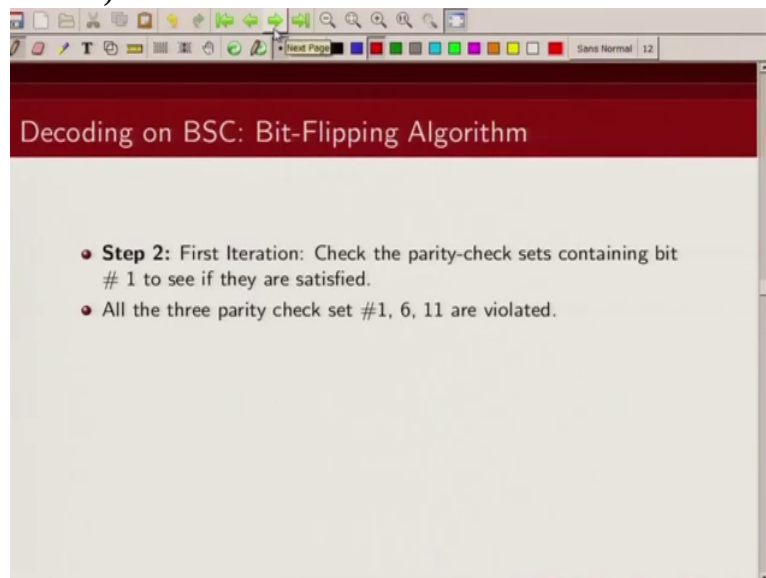 T
Next Page
Sans Normal 12
Decoding on BSC: Bit-Flipping Algorithm
Step 2: First Iteration: Check the parity-check sets containing bit
# 1 to see if they are satisfied.
All the three parity check set #1, 6, 11 are violated.